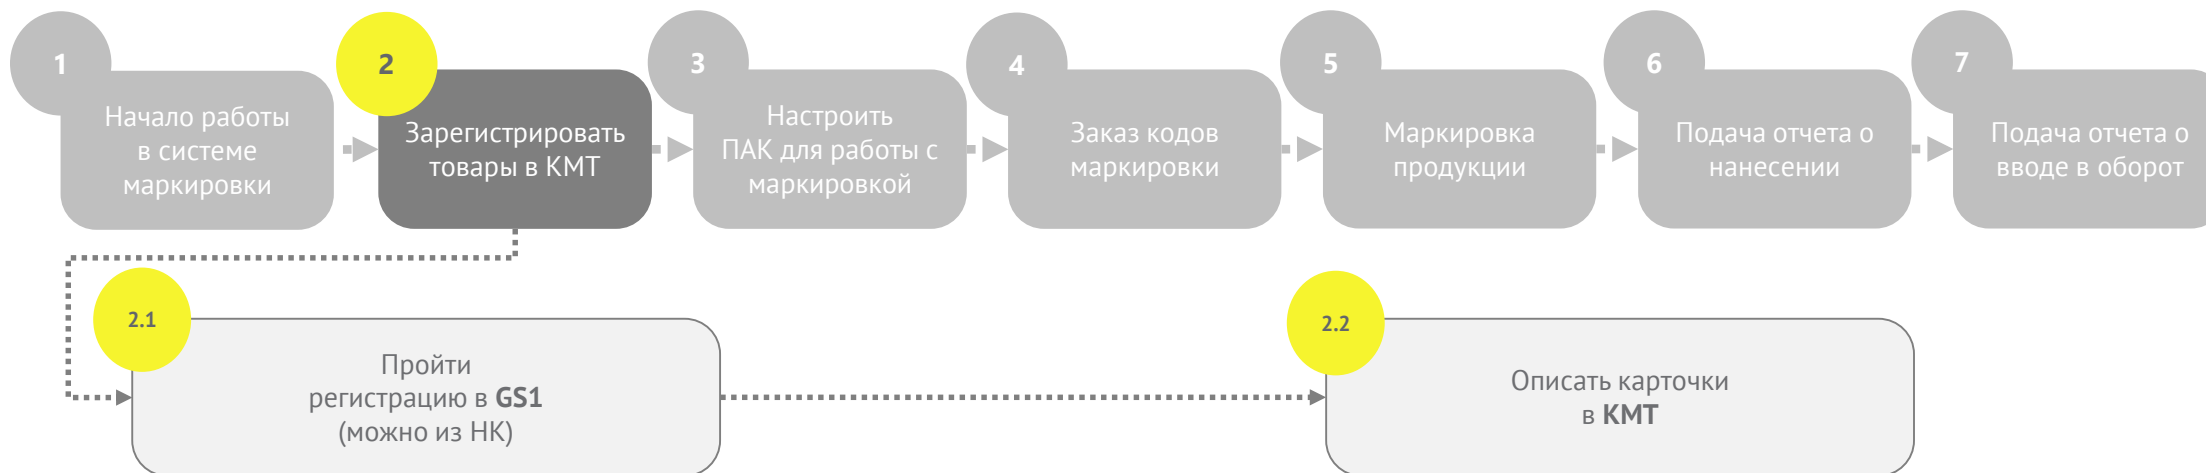 1
Начало работы
в системе
маркировки
2
Зарегистрировать
товары в КМТ
3
Настроить
ПАК для работы с
маркировкой
4
Заказ кодов
маркировки
5
Маркировка
продукции
6
Подача отчета о
нанесении
7
Подача отчета о
вводе в оборот
2.1
Пройти
регистрацию в GS1
(можно из НК)
2.2
Описать карточки
в КМТ